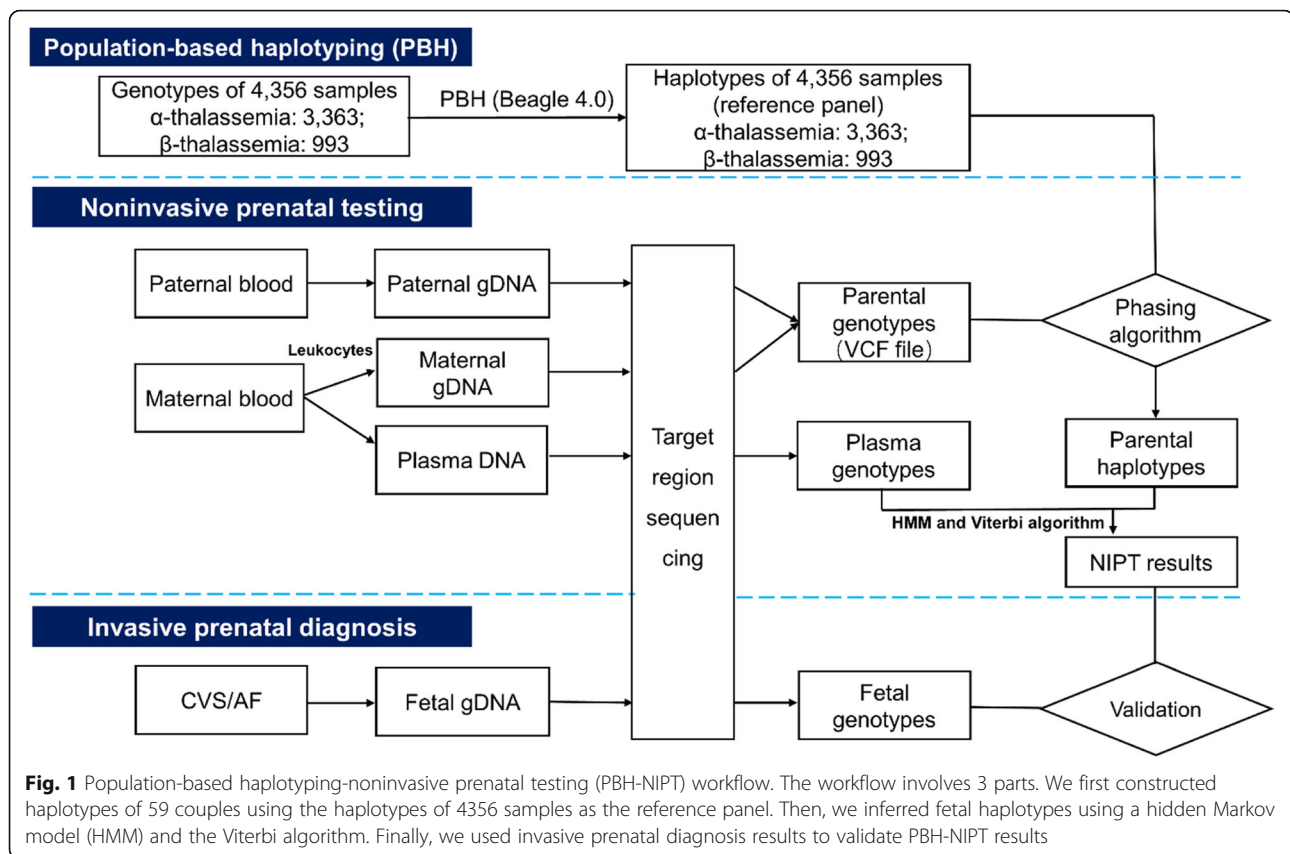 Population-based haplotyping (PBH)
Genotypes of 4,356 samples
α-thalassemia: 3,363;
β-thalassemia: 993
PBH (Beagle 4.0)
Haplotypes of 4,356 samples
(reference panel)
α-thalassemia: 3,363;
β-thalassemia: 993
Noninvasive prenatal testing
Paternal blood
Paternal gDNA
Leukocytes
Maternal blood
Maternal
gDNA
Plasma DNA
Target
region
sequen
cing
Parental
genotypes
(VCF file)
Phasing
algorithm
Plasma
genotypes
Parental
haplotypes
HMM and Viterbi algorithm
NIPT results
Invasive prenatal diagnosis
CVS/AF
Fetal gDNA
Fetal
genotypes
Validation
Fig. 1 Population-based haplotyping-noninvasive prenatal testing (PBH-NIPT) workflow. The workflow involves 3 parts. We first constructed
haplotypes of 59 couples using the haplotypes of 4356 samples as the reference panel. Then, we inferred fetal haplotypes using a hidden Markov
model (HMM) and the Viterbi algorithm. Finally, we used invasive prenatal diagnosis results to validate PBH-NIPT results